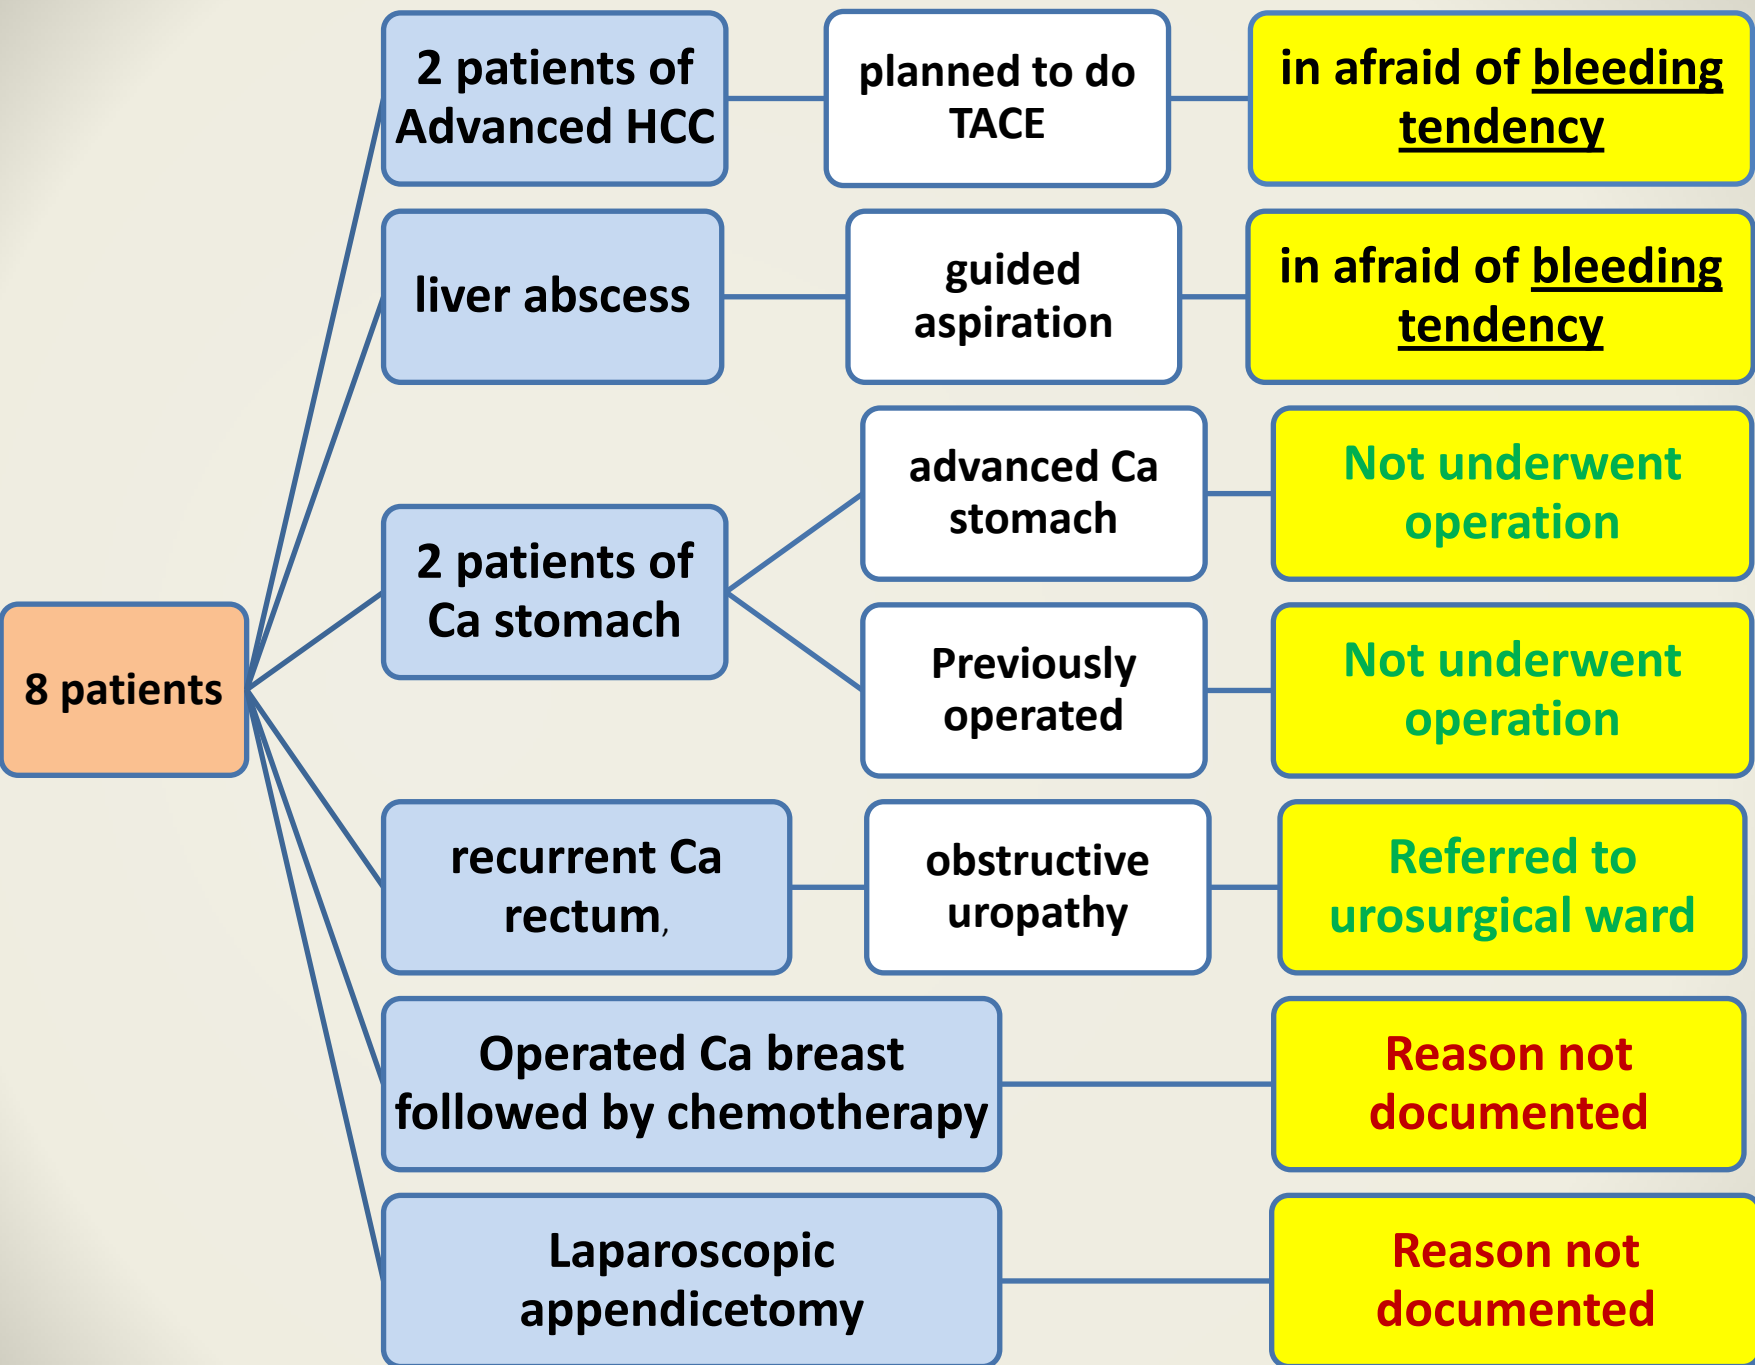 8 patients
2 patients of
Advanced HCC
planned to do
TACE
in afraid of bleeding
tendency
liver abscess
guided
aspiration
in afraid of bleeding
tendency
2 patients of
Ca stomach
advanced Ca
stomach
Not underwent
operation
Previously
operated
Not underwent
operation
recurrent Ca
rectum,
obstructive
uropathy
Referred to
urosurgical ward
Operated Ca breast
followed by chemotherapy
Reason not
documented
Laparoscopic
appendicetomy
Reason not
documented